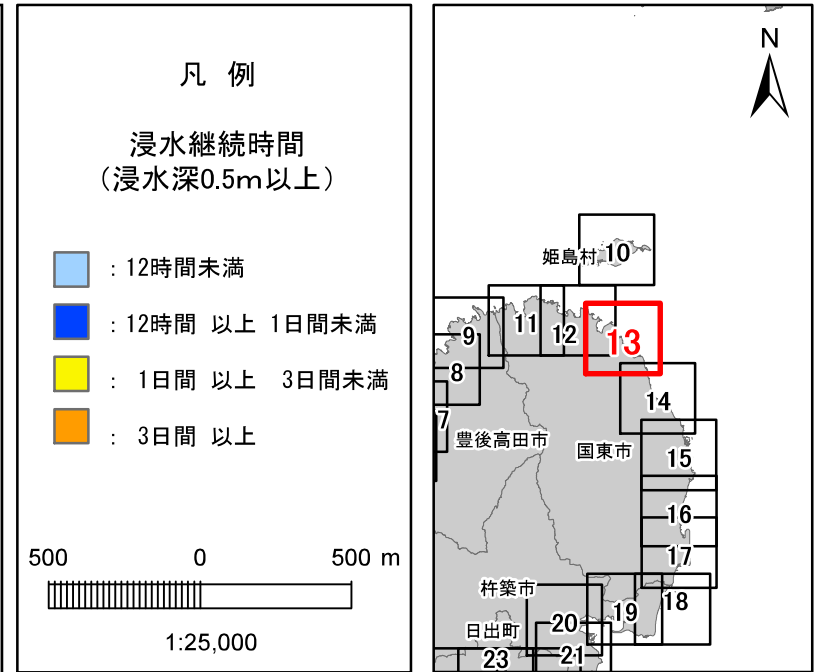 凡 例
浸水継続時間
（浸水深0.5m以上）
：12時間未満
：12時間 以上 1日間未満
： 1日間 以上 3日間未満
： 3日間 以上
500 0 500 m
1:25,000
N
姫島村 10
9 11 12 13
8
14
7
豊後高田市 国東市 15
16
17
杵築市
19 18
日出町 20
23 21